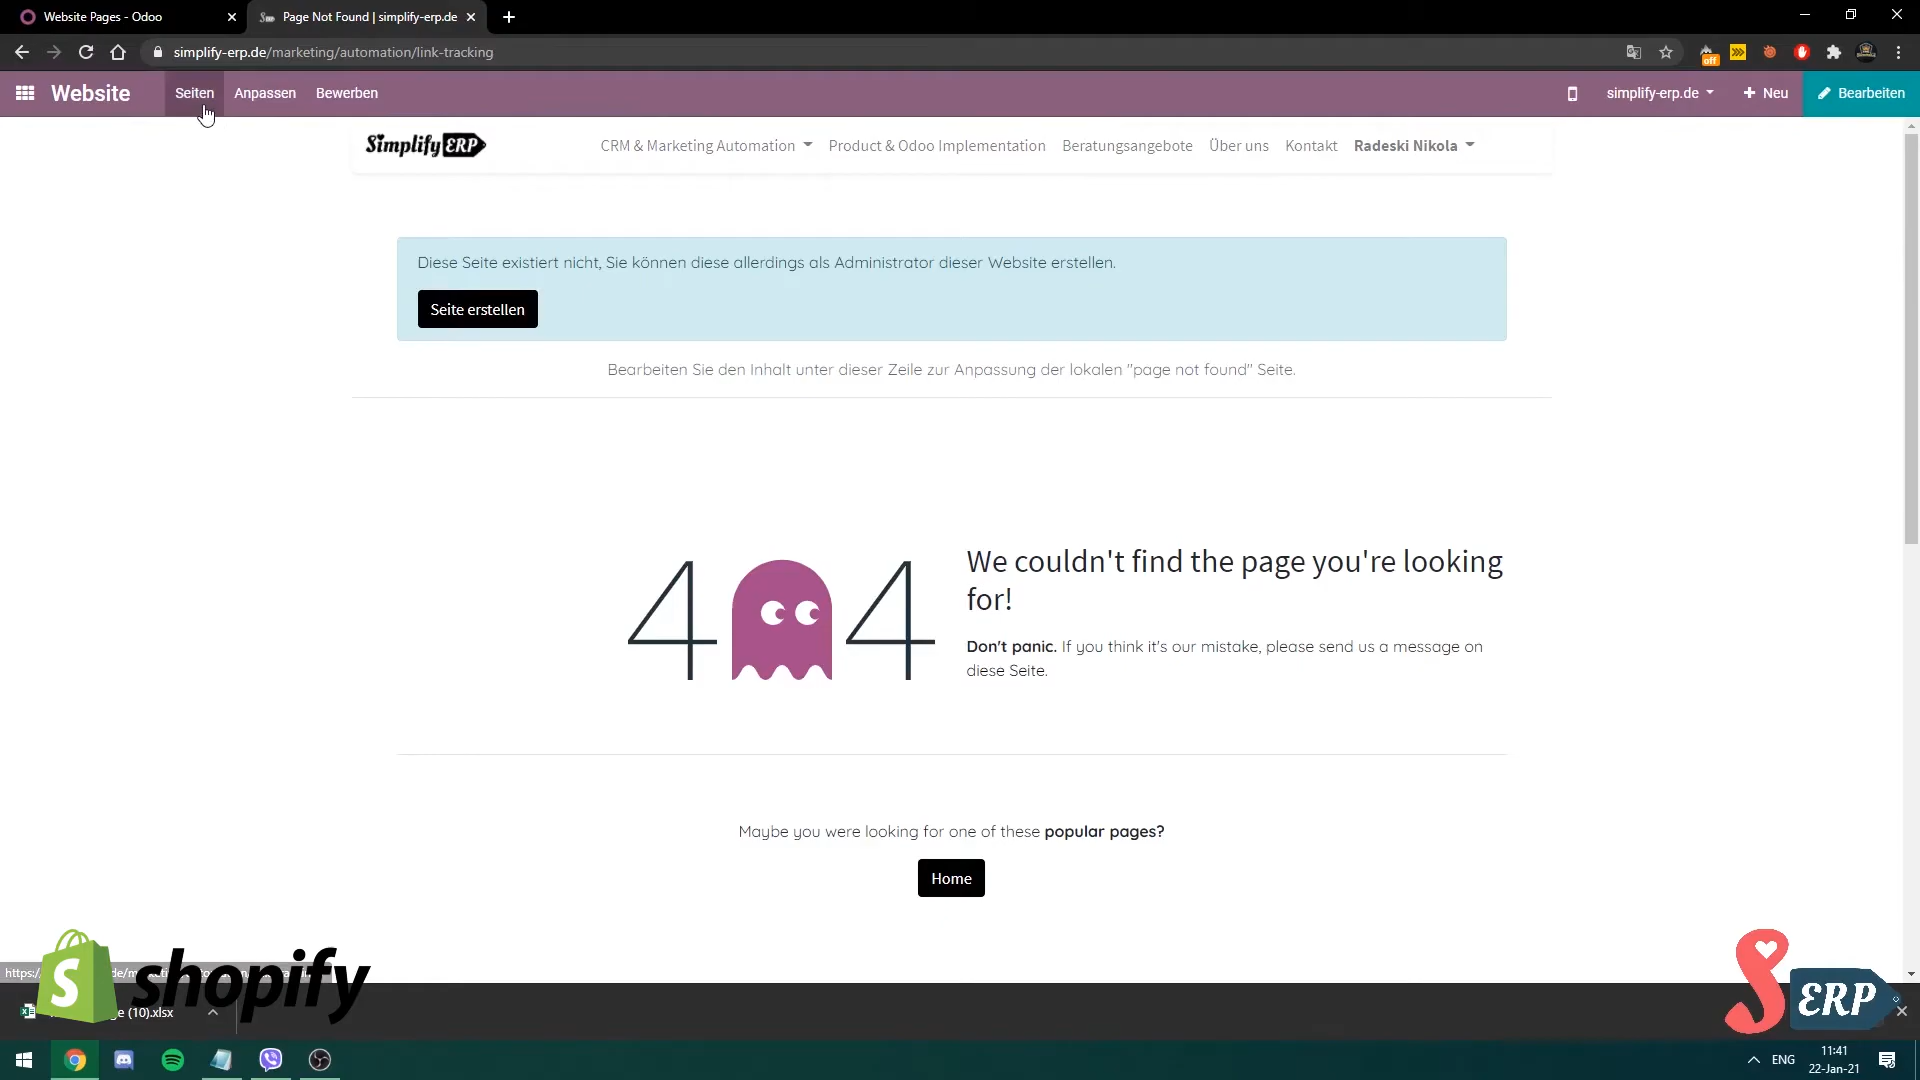 Website Pages - Odoo
Page Not Found | simplify-erp.de
simplify-erp.de/marketing/automation/link-tracking
off
Website Seiten Anpassen Bewerben simplify-erp.de Neu Bearbeiten
Simplify ERP CRM & Marketing Automation Product & Odoo Implementation Beratungsangebote Über uns Kontakt Radeski Nikola
Diese Seite existiert nicht, Sie können diese allerdings als Administrator dieser Website erstellen.
Seite erstellen
Bearbeiten Sie den Inhalt unter dieser Zeile zur Anpassung der lokalen "page not found" Seite.
4 4
We couldn't find the page you're looking
for!
Don't panic. If you think it's our mistake, please send us a message on
diese Seite.
Maybe you were looking for one of these popular pages?
Home
shopify
S ERP
(10).xlsx
ENG
11:41
22-Jan-21